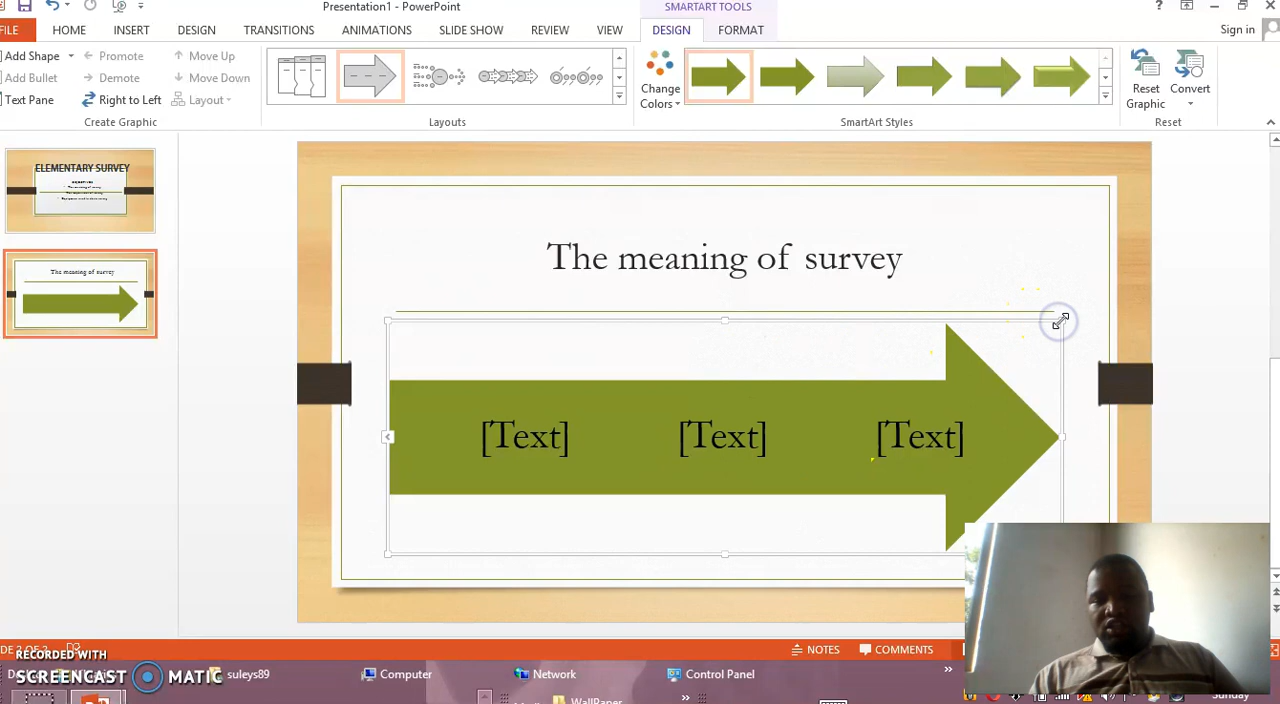 Presentation1 - PowerPoint
SMARTART TOOLS
?
FILE HOME INSERT DESIGN TRANSITIONS ANIMATIONS SLIDE SHOW REVIEW VIEW DESIGN FORMAT Sign in
Add Shape Promote Move Up
Add Bullet Demote Move Down
Text Pane Right to Left Layout
Change Colors
Reset Graphic
Convert
Create Graphic Layouts SmartArt Styles Reset
ELEMENTARY SURVEY
The meaning of survey
The meaning of survey
[Text] [Text] [Text]
NOTES COMMENTS
RECORDED WITH
SCREENCAST MATIC
suleys89 Computer Network Control Panel
WallPaper
Sunday